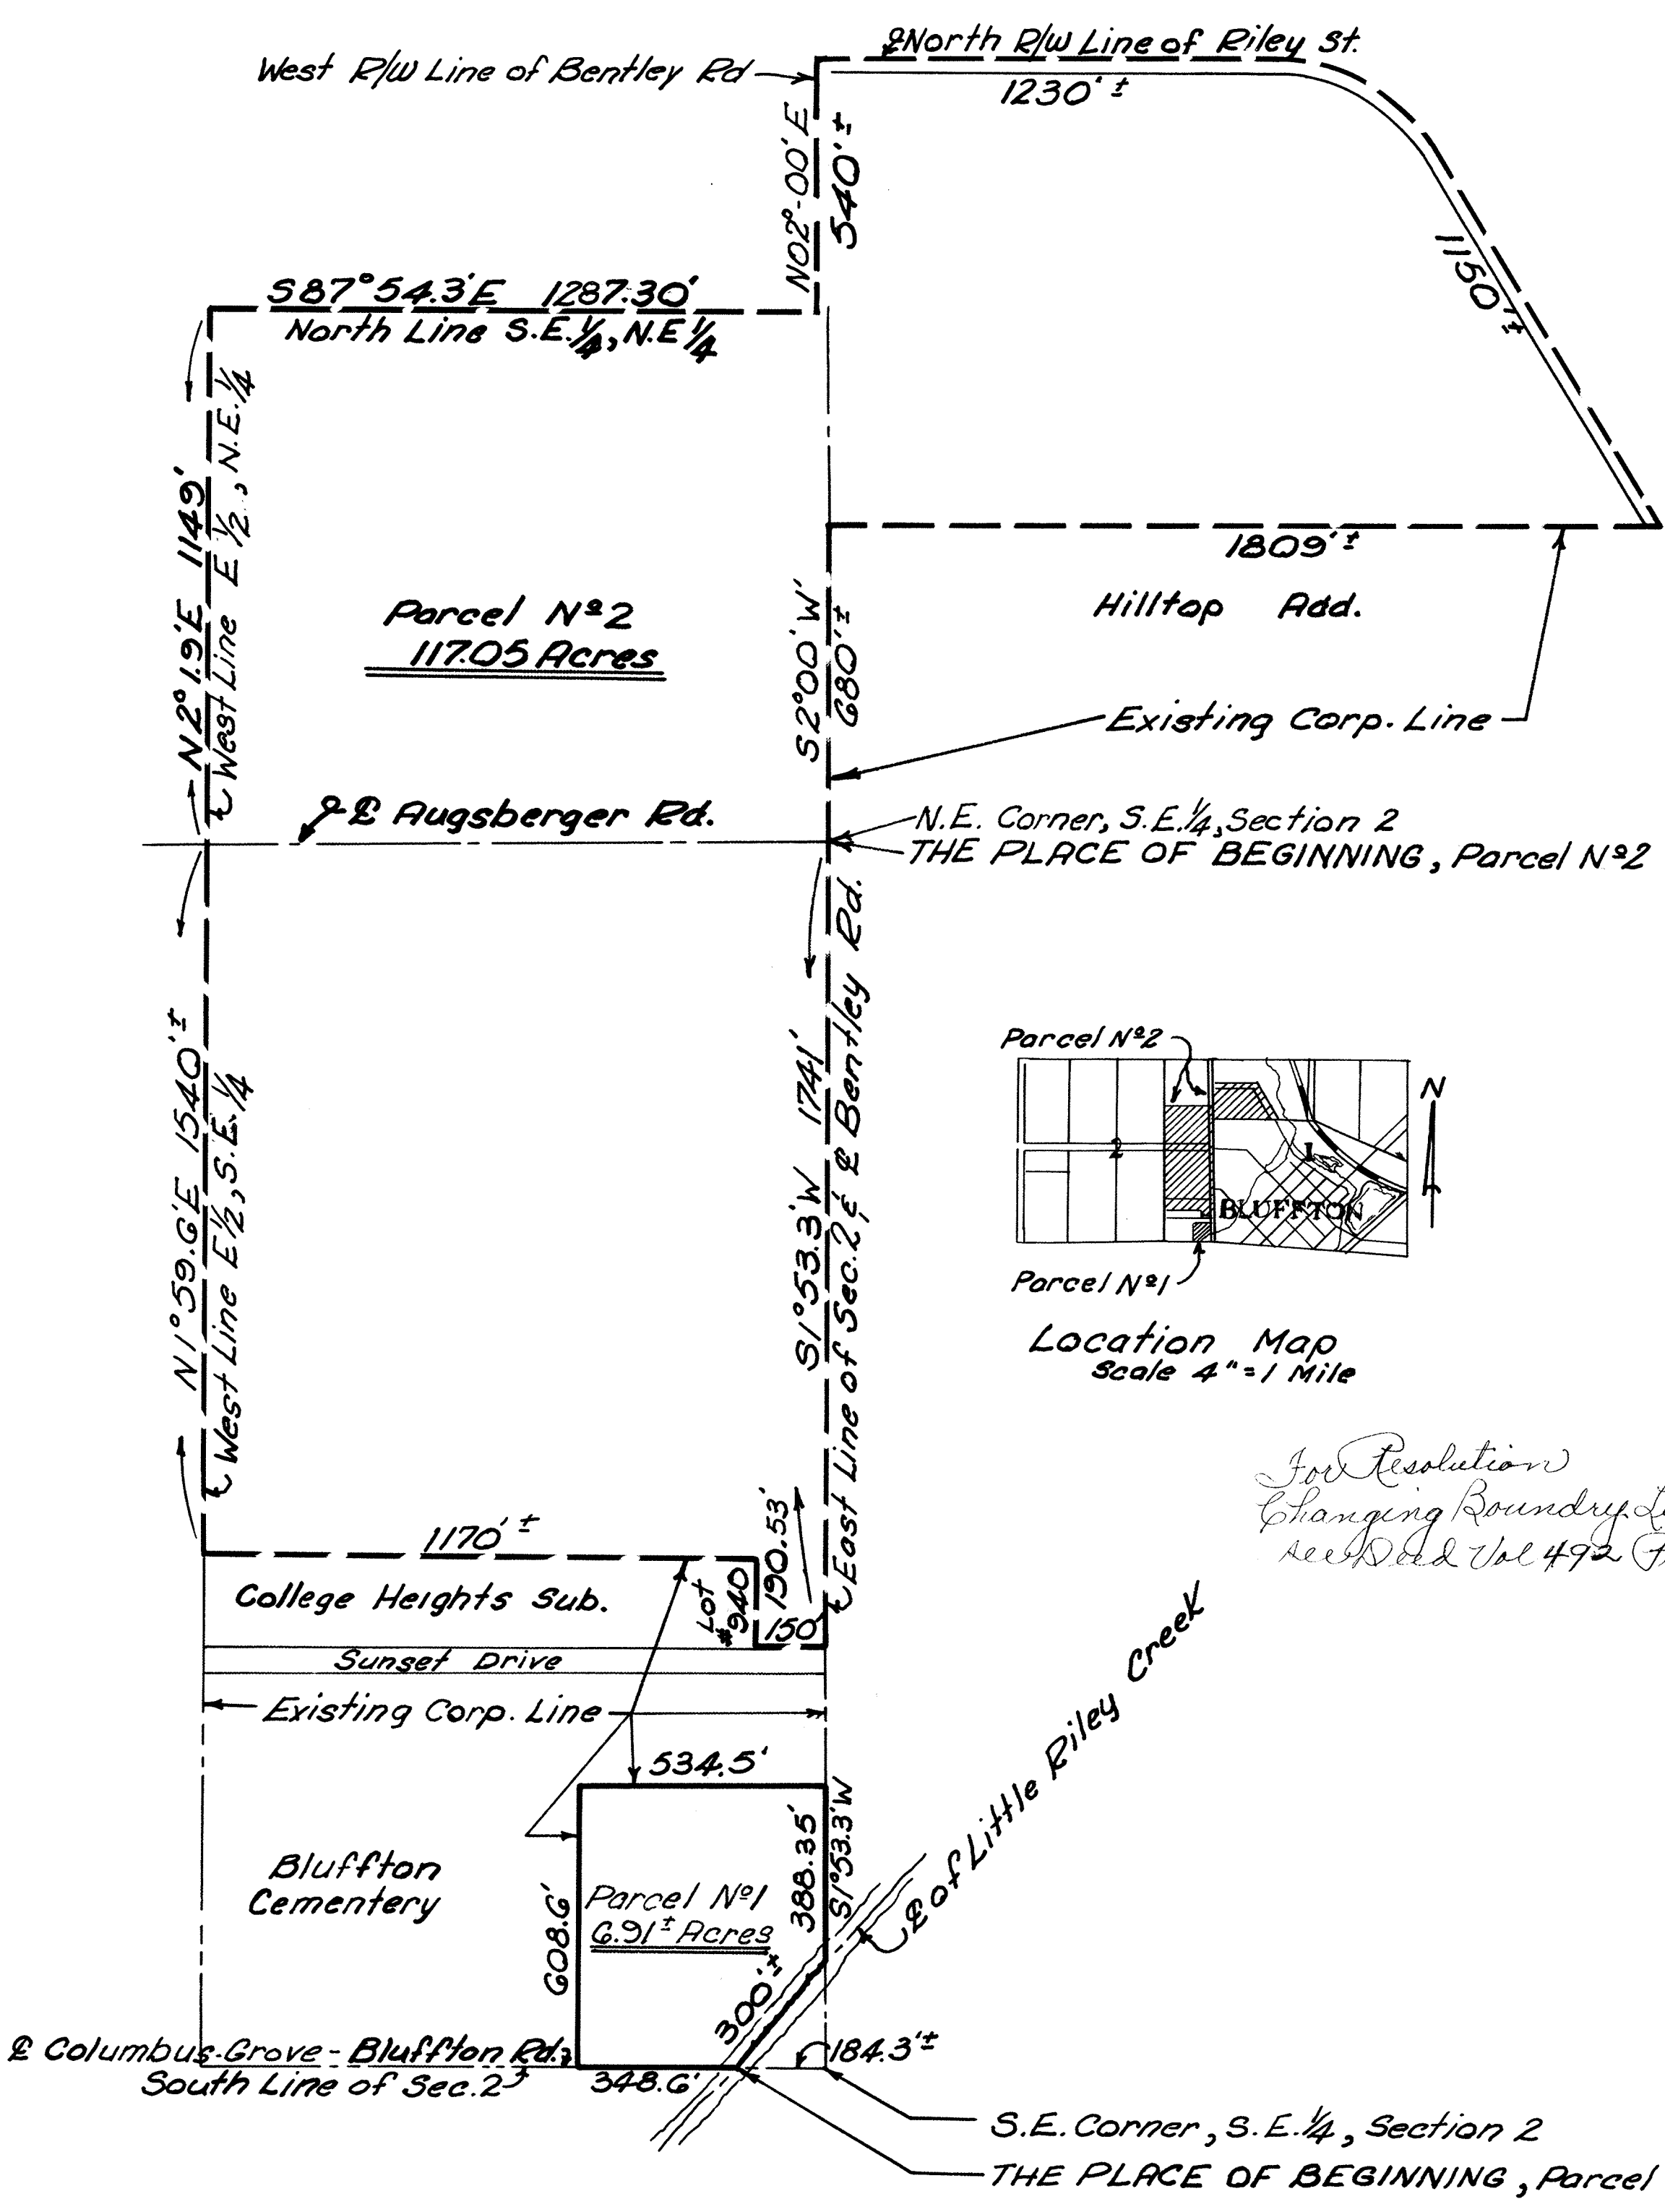 ℄ North R/W Line of Riley St.
West R/W Line of Bentley Rd
1230' ±
N02°-00' E
540' ±
1150' ±
S87°54.3'E 1287.30'
North Line S.E.¼, N.E ¼
N2°1.9'E 1149'
West Line E ½, N.E.¼
1809' ±
Hilltop Add.
Parcel Nº2
117.05 Acres
S2°00'W
680' ±
Existing Corp. Line
℄ Augsberger Rd.
N.E. Corner, S.E.¼, Section 2
THE PLACE OF BEGINNING, Parcel Nº2
N1°59.6'E 1540' ±
West Line E½, S.E.¼
S1°53.3'W 1741'
East Line of Sec.2, & ℄ Bentley Rd.
Parcel Nº2
N
2
1
BLUFFTON
Parcel Nº1
Location Map
Scale 4"=1 Mile
For Resolution
Changing Boundry
see Deed Vol 492
1170' ±
College Heights Sub.
Lot
#940
190.53'
150'
Sunset Drive
Existing Corp. Line
534.5'
Bluffton
Cementery
Parcel Nº1
6.91± Acres
608.6'
388.35'
S1°53.3'W
300' ±
℄ of Little Riley Creek
℄ Columbus-Grove-Bluffton Rd.
South Line of Sec.2
348.6'
184.3' ±
S.E. Corner, S.E.¼, Section 2
THE PLACE OF BEGINNING, Parcel